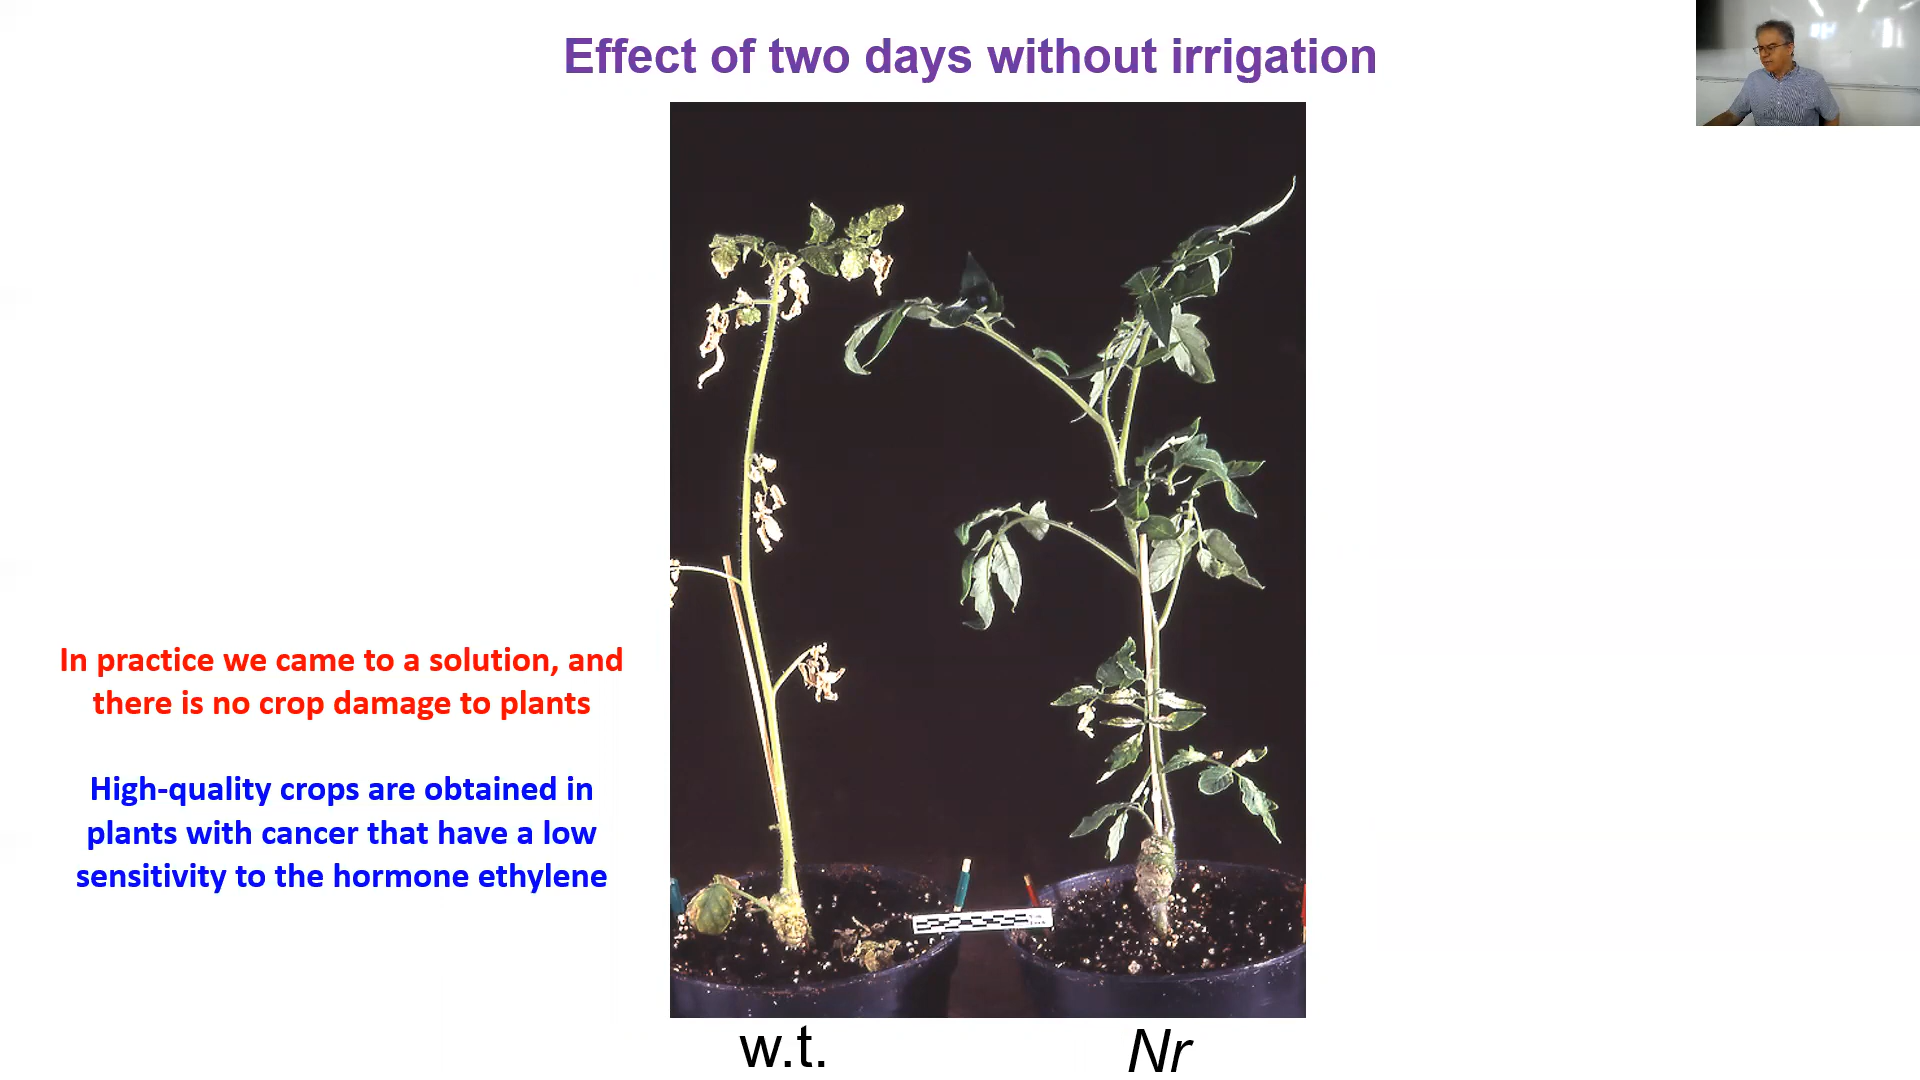 Effect of two days without irrigation
In practice we came to a solution, and
there is no crop damage to plants
High-quality crops are obtained in
plants with cancer that have a low
sensitivity to the hormone ethylene
w.t.
Nr